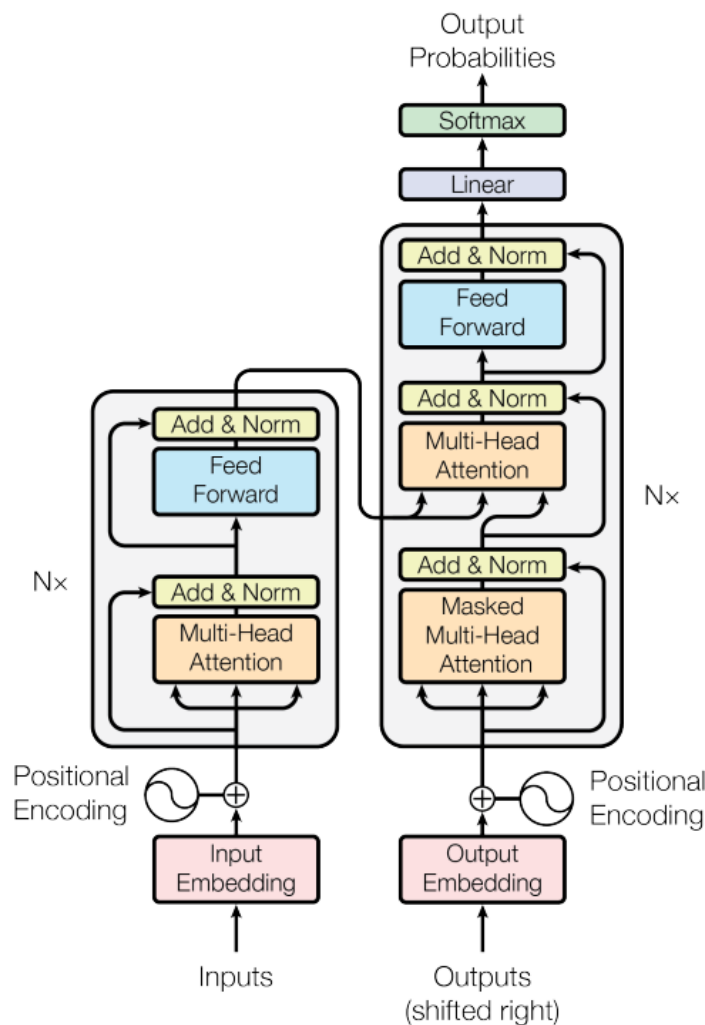 Output
Probabilities
Softmax
Linear
Add & Norm
Feed
Forward
Add & Norm
Multi-Head
Attention
Add & Norm
Masked
Multi-Head
Attention
Nx
Add & Norm
Feed
Forward
Add & Norm
Multi-Head
Attention
Nx
Positional
Encoding
Positional
Encoding
Input
Embedding
Output
Embedding
Inputs
Outputs
(shifted right)